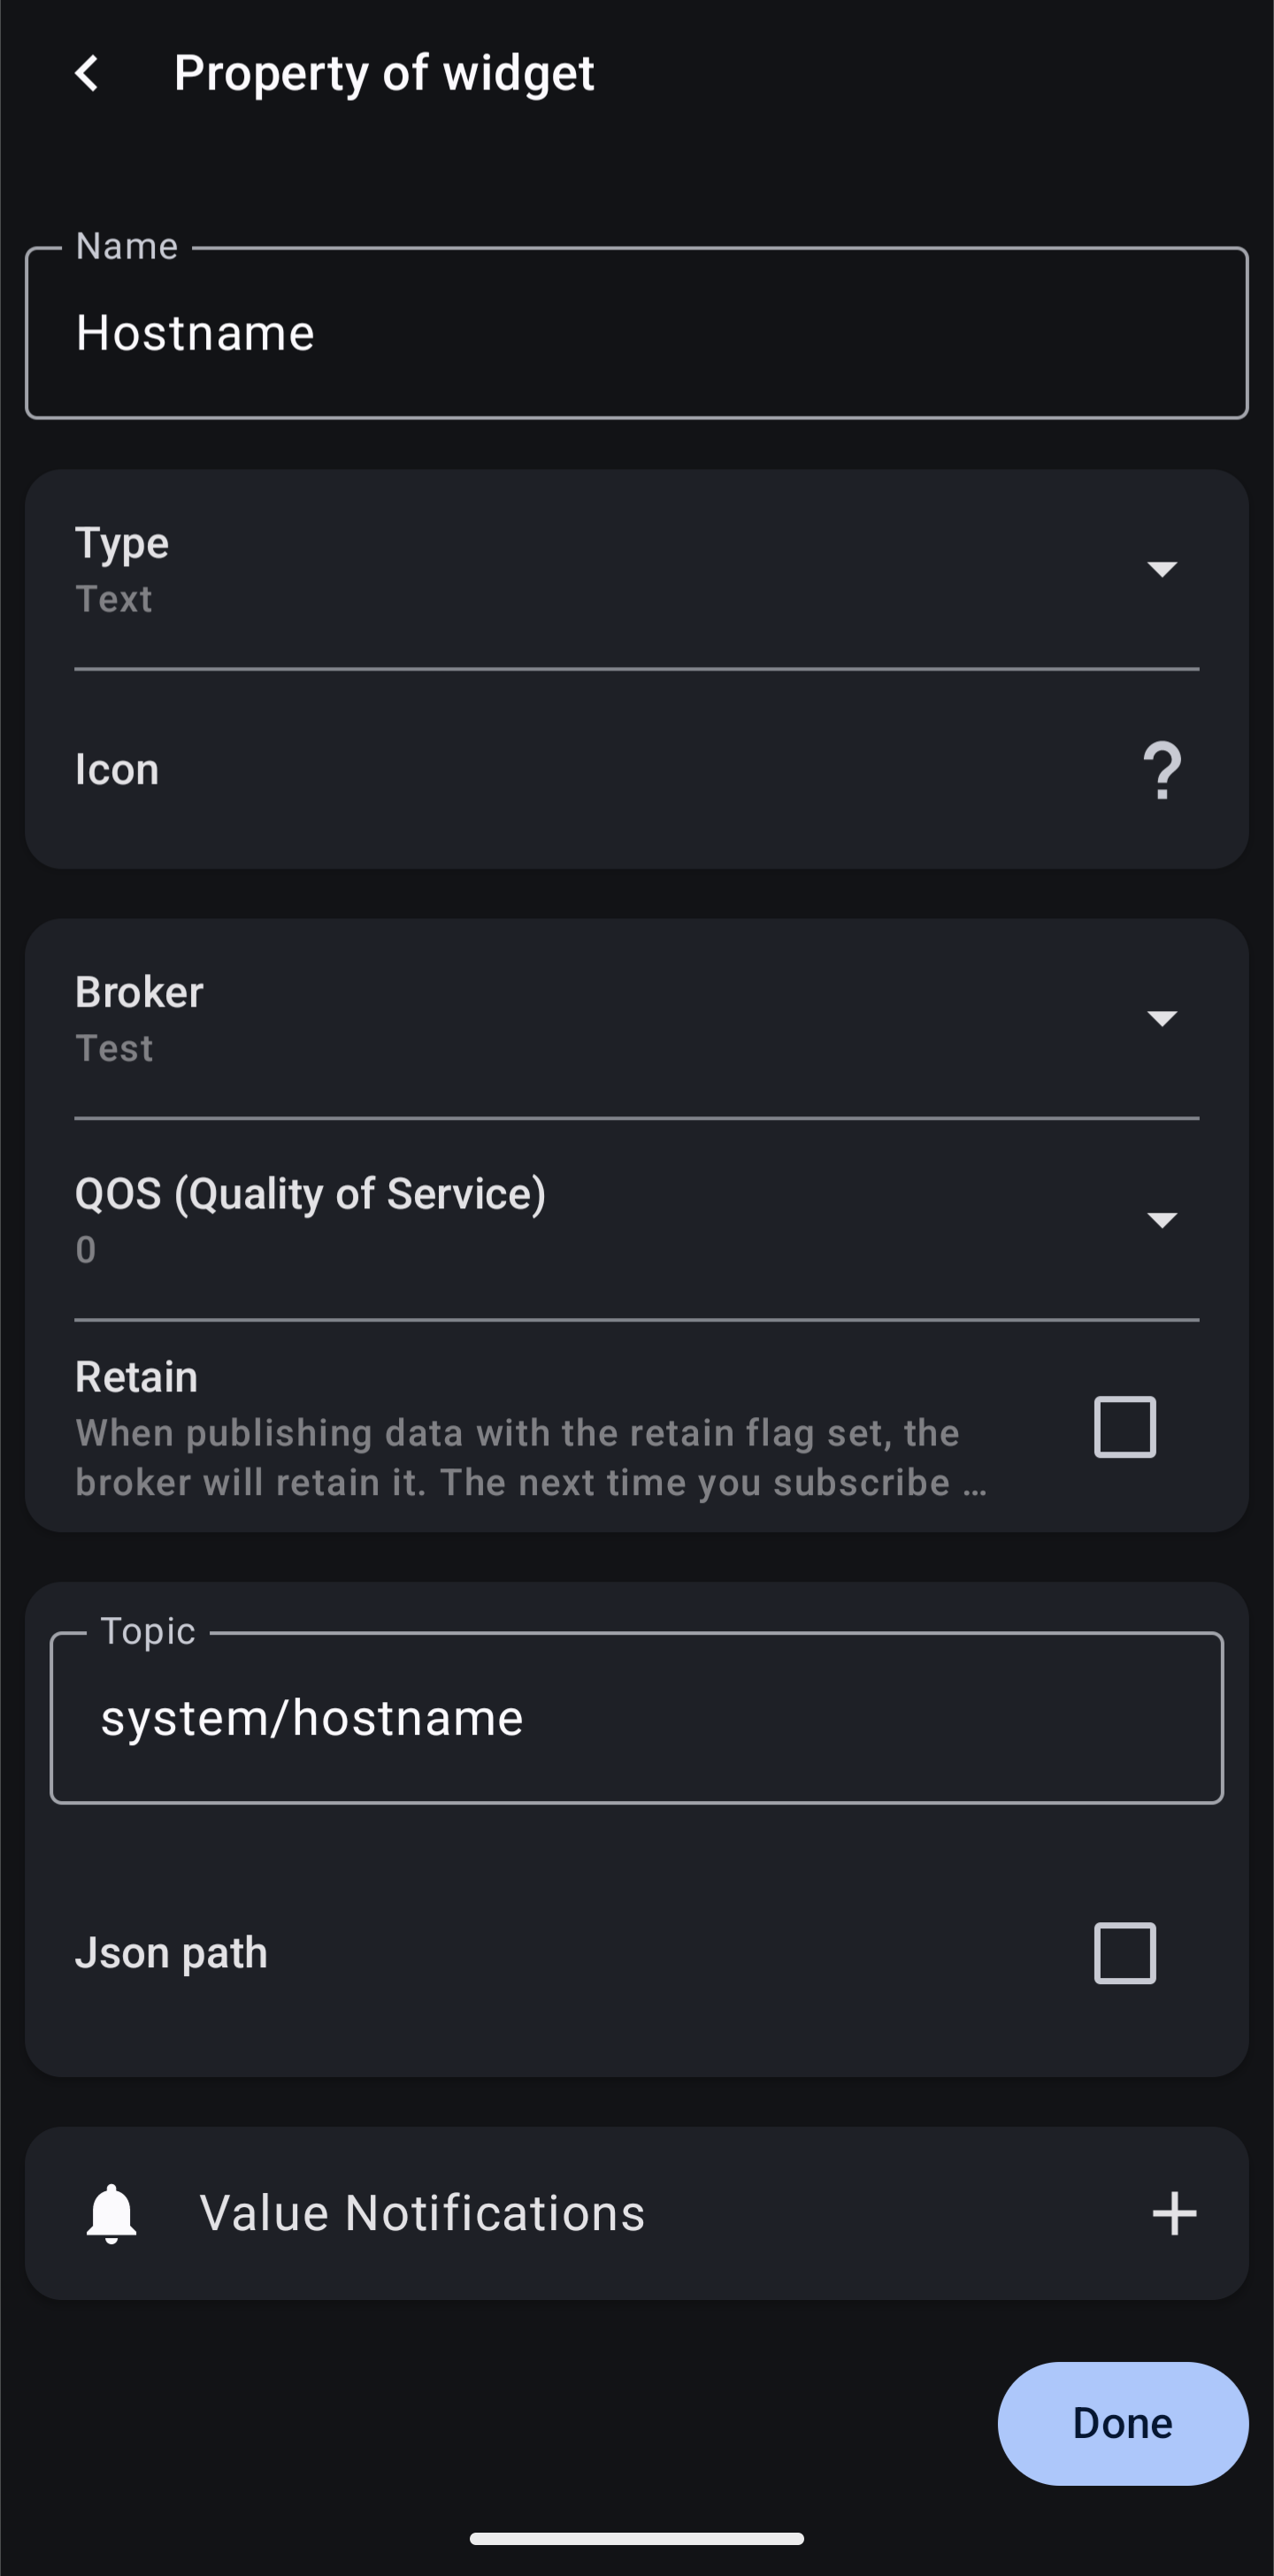 Property of widget
Name
Hostname
Type
Text
Icon
Broker
Test
QOS (Quality of Service)
0
Retain
When publishing data with the retain flag set, the
broker will retain it. The next time you subscribe ...
Topic
system/hostname
Json path
Value Notifications
Done